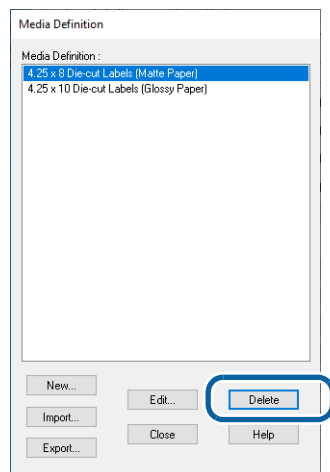 Media Definition
Media Definition :
4.25 x 8 Die-cut Labels (Matte Paper)
4.25 x 10 Die-cut Labels (Glossy Paper)
New...
Edit...
Delete
Import...
Close
Help
Export...